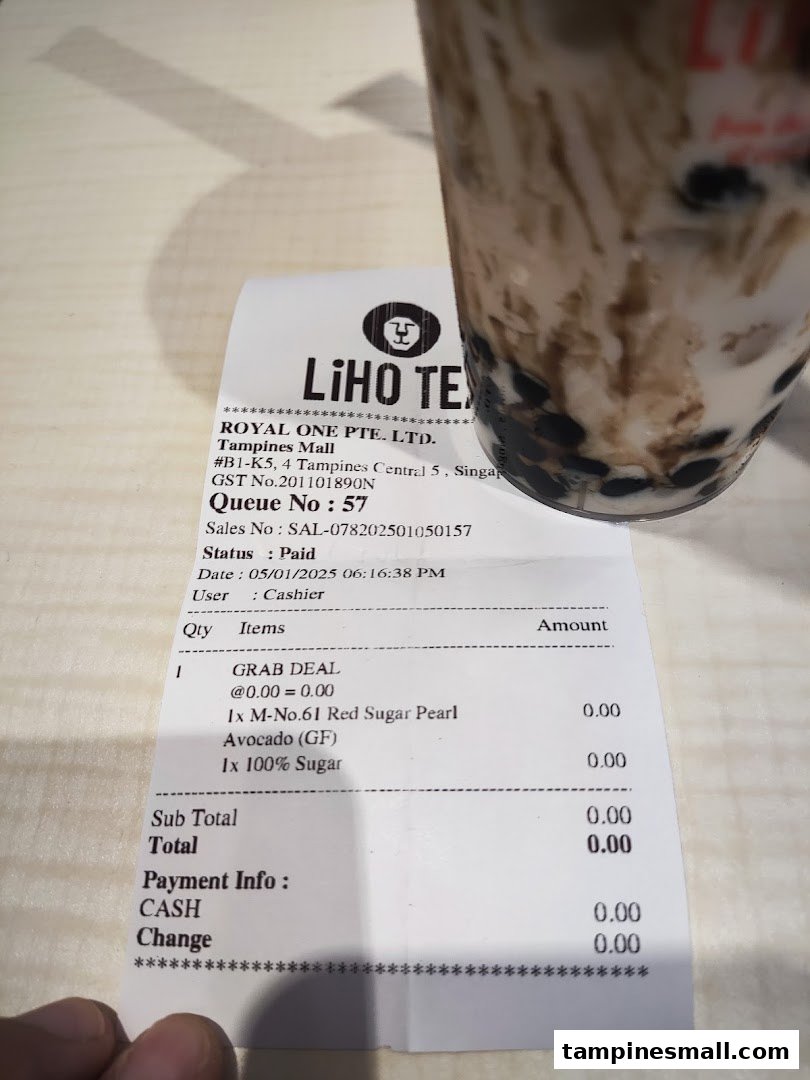 LiHO TE
****************************
ROYAL ONE PTE. LTD.
Tampines Mall
#B1-K5, 4 Tampines Central 5 , Singap
GST No.201101890N
Queue No : 57
Sales No : SAL-078202501050157
Status : Paid
Date : 05/01/2025 06:16:38 PM
User : Cashier
Qty Items Amount
1 GRAB DEAL
@0.00 = 0.00
1x M-No.61 Red Sugar Pearl 0.00
Avocado (GF)
1x 100% Sugar 0.00
Sub Total 0.00
Total 0.00
Payment Info :
CASH 0.00
Change 0.00
**********************************************
tampinesmall.com